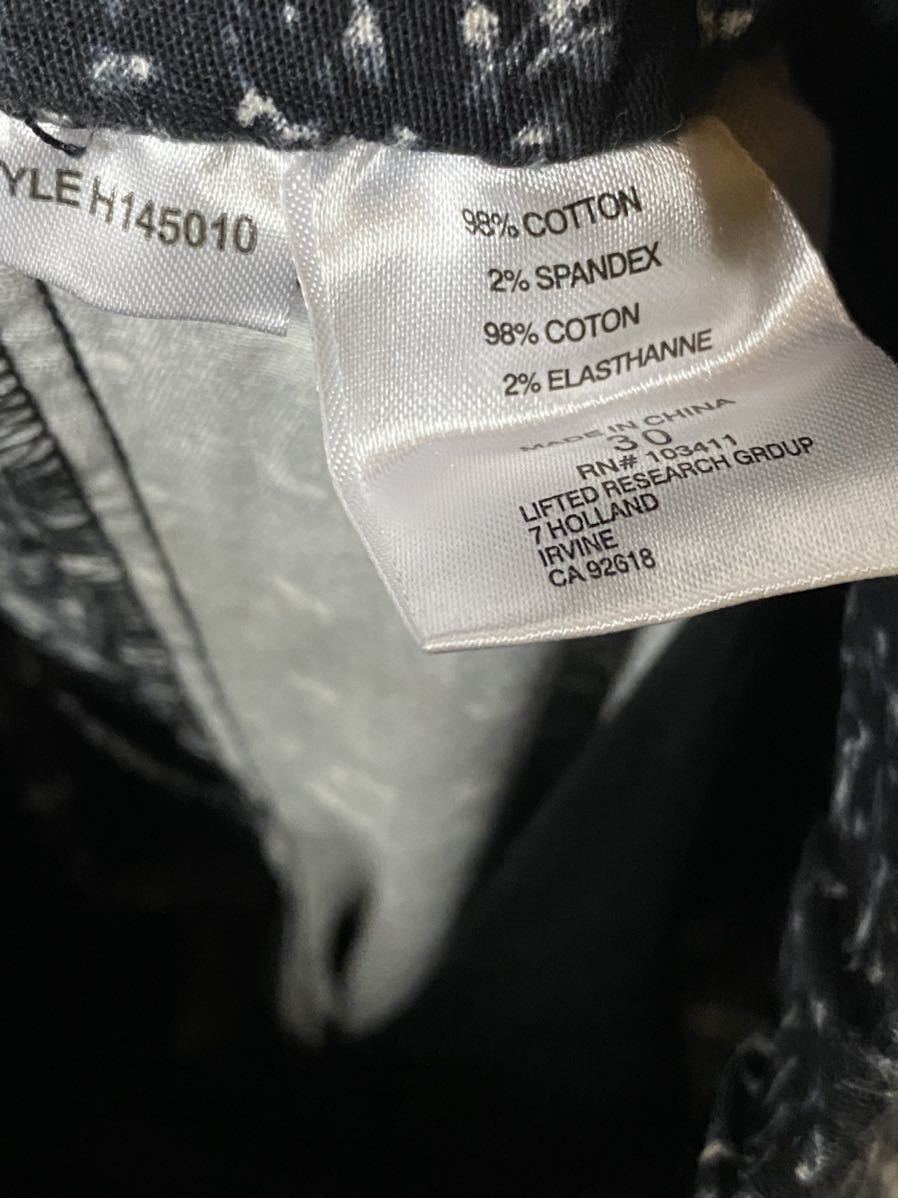 YLE H145010
98% COTTON
2% SPANDEX
98% COTON
2% ELASTHANNE
MADE IN CHINA
30
RN# 103411
LIFTED RESEARCH GROUP
7 HOLLAND
IRVINE
CA 92618